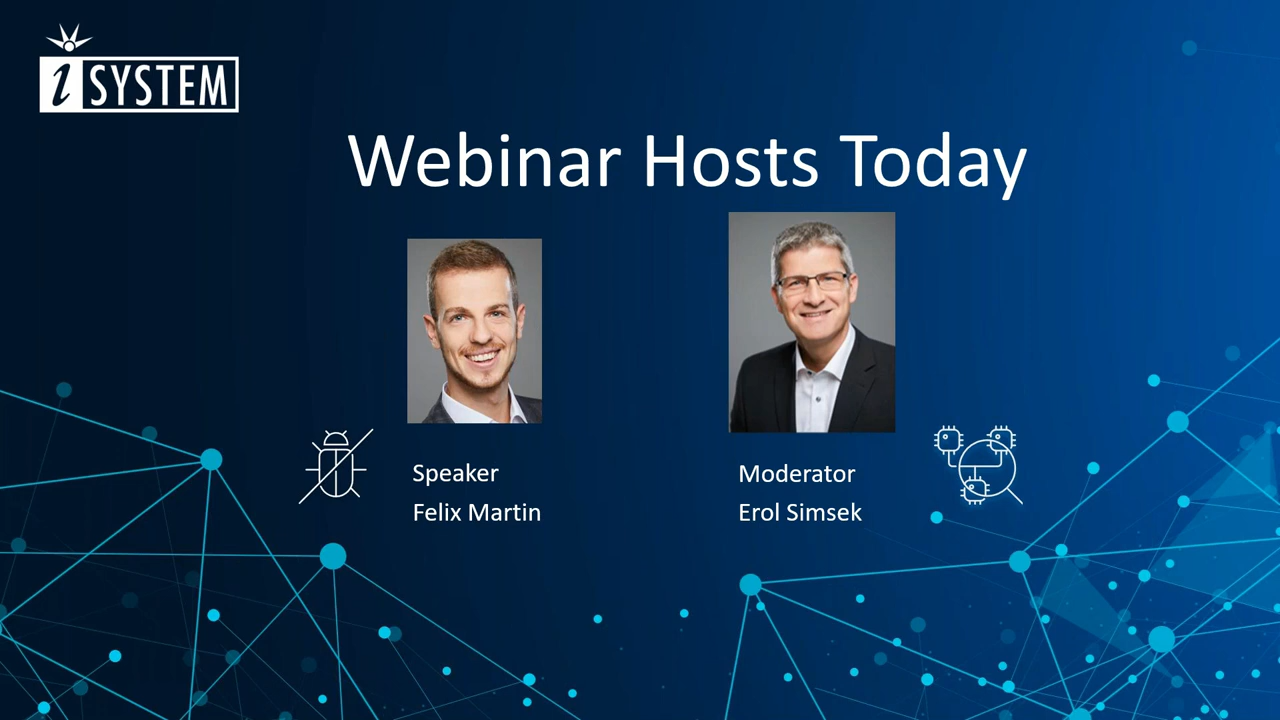 iSYSTEM
Webinar Hosts Today
Speaker
Felix Martin
Moderator
Erol Simsek